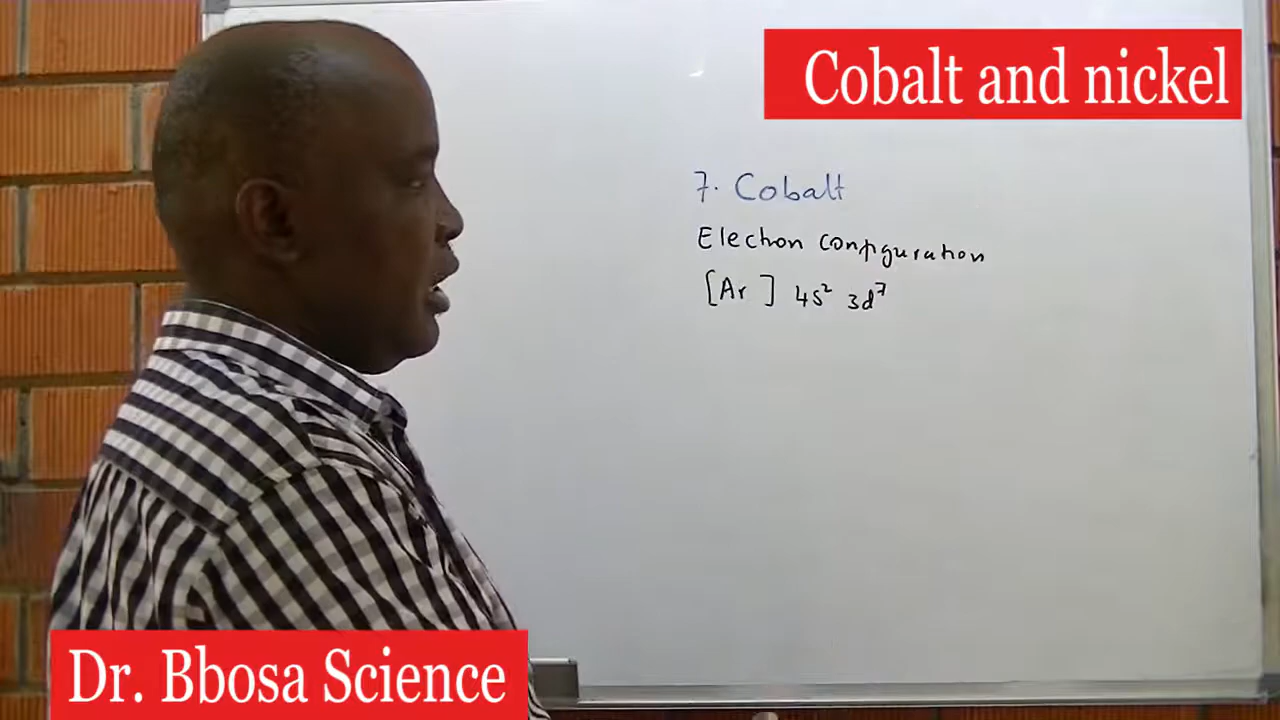 Cobalt and nickel
7. Cobalt
Electron configuration
[Ar] 4s² 3d⁷
Dr. Bbosa Science